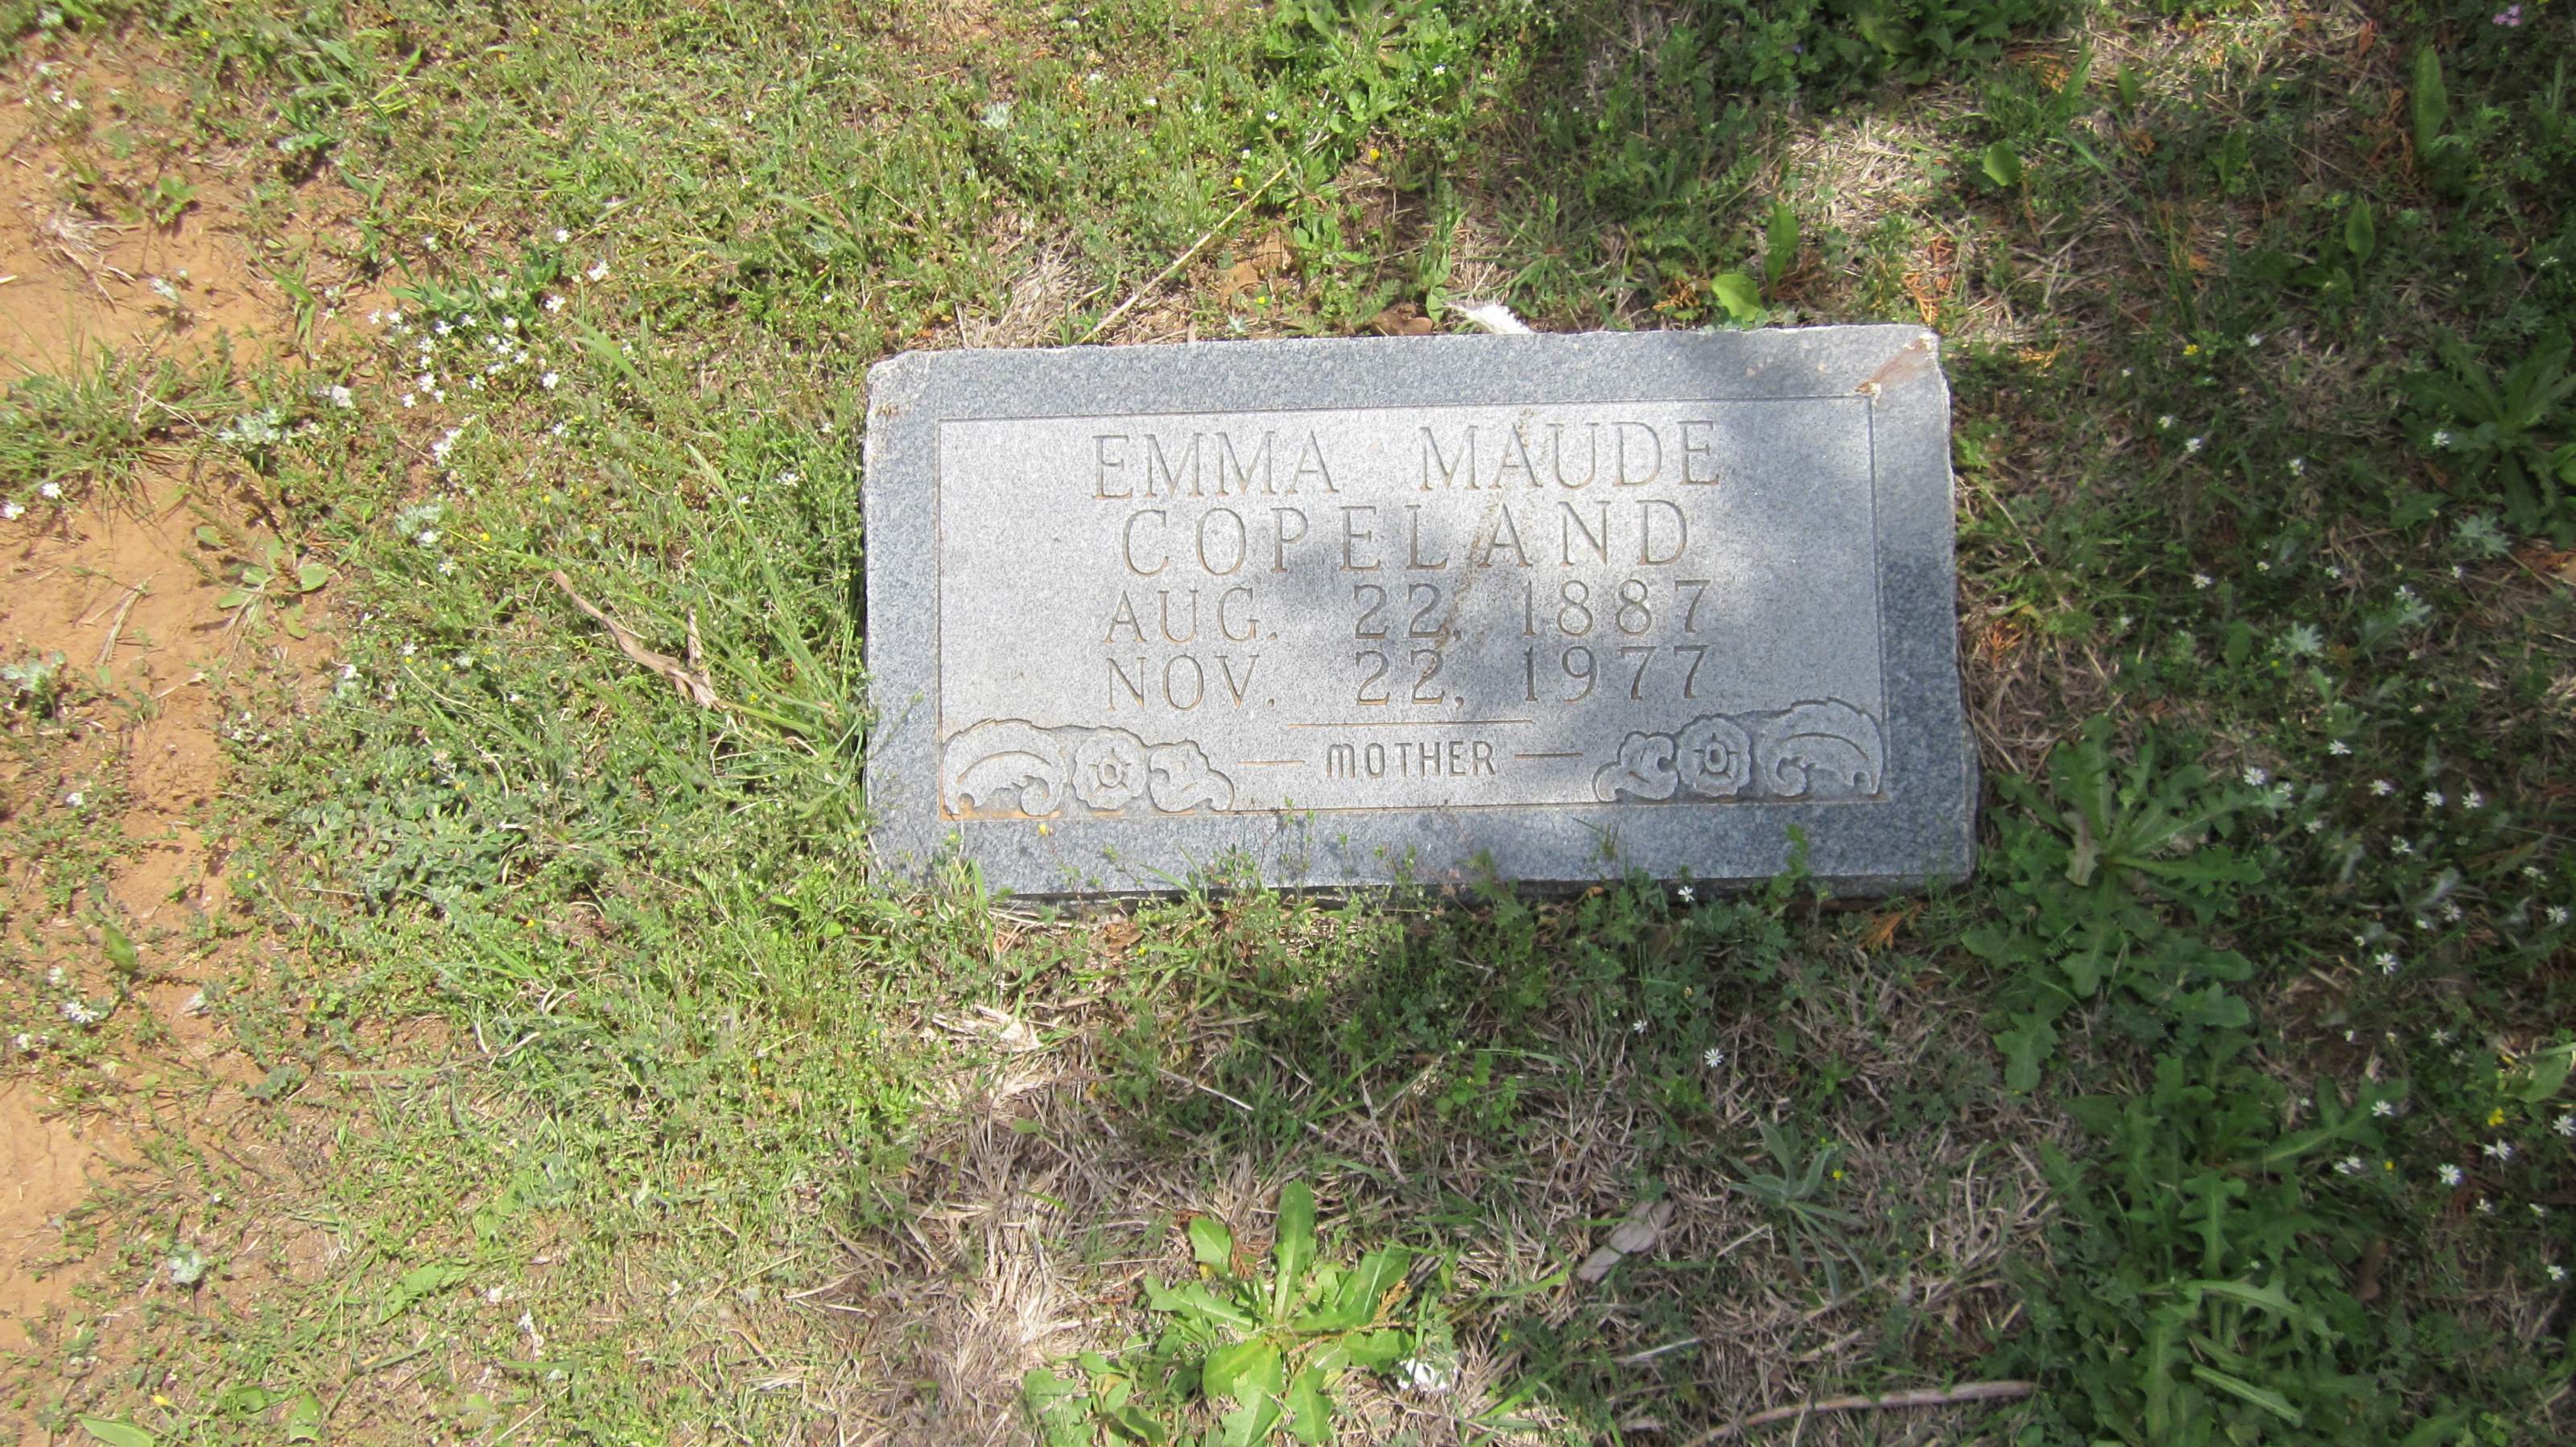 EMMA MAUDE
COPELAND
AUG. 22, 1887
NOV. 22, 1977
MOTHER